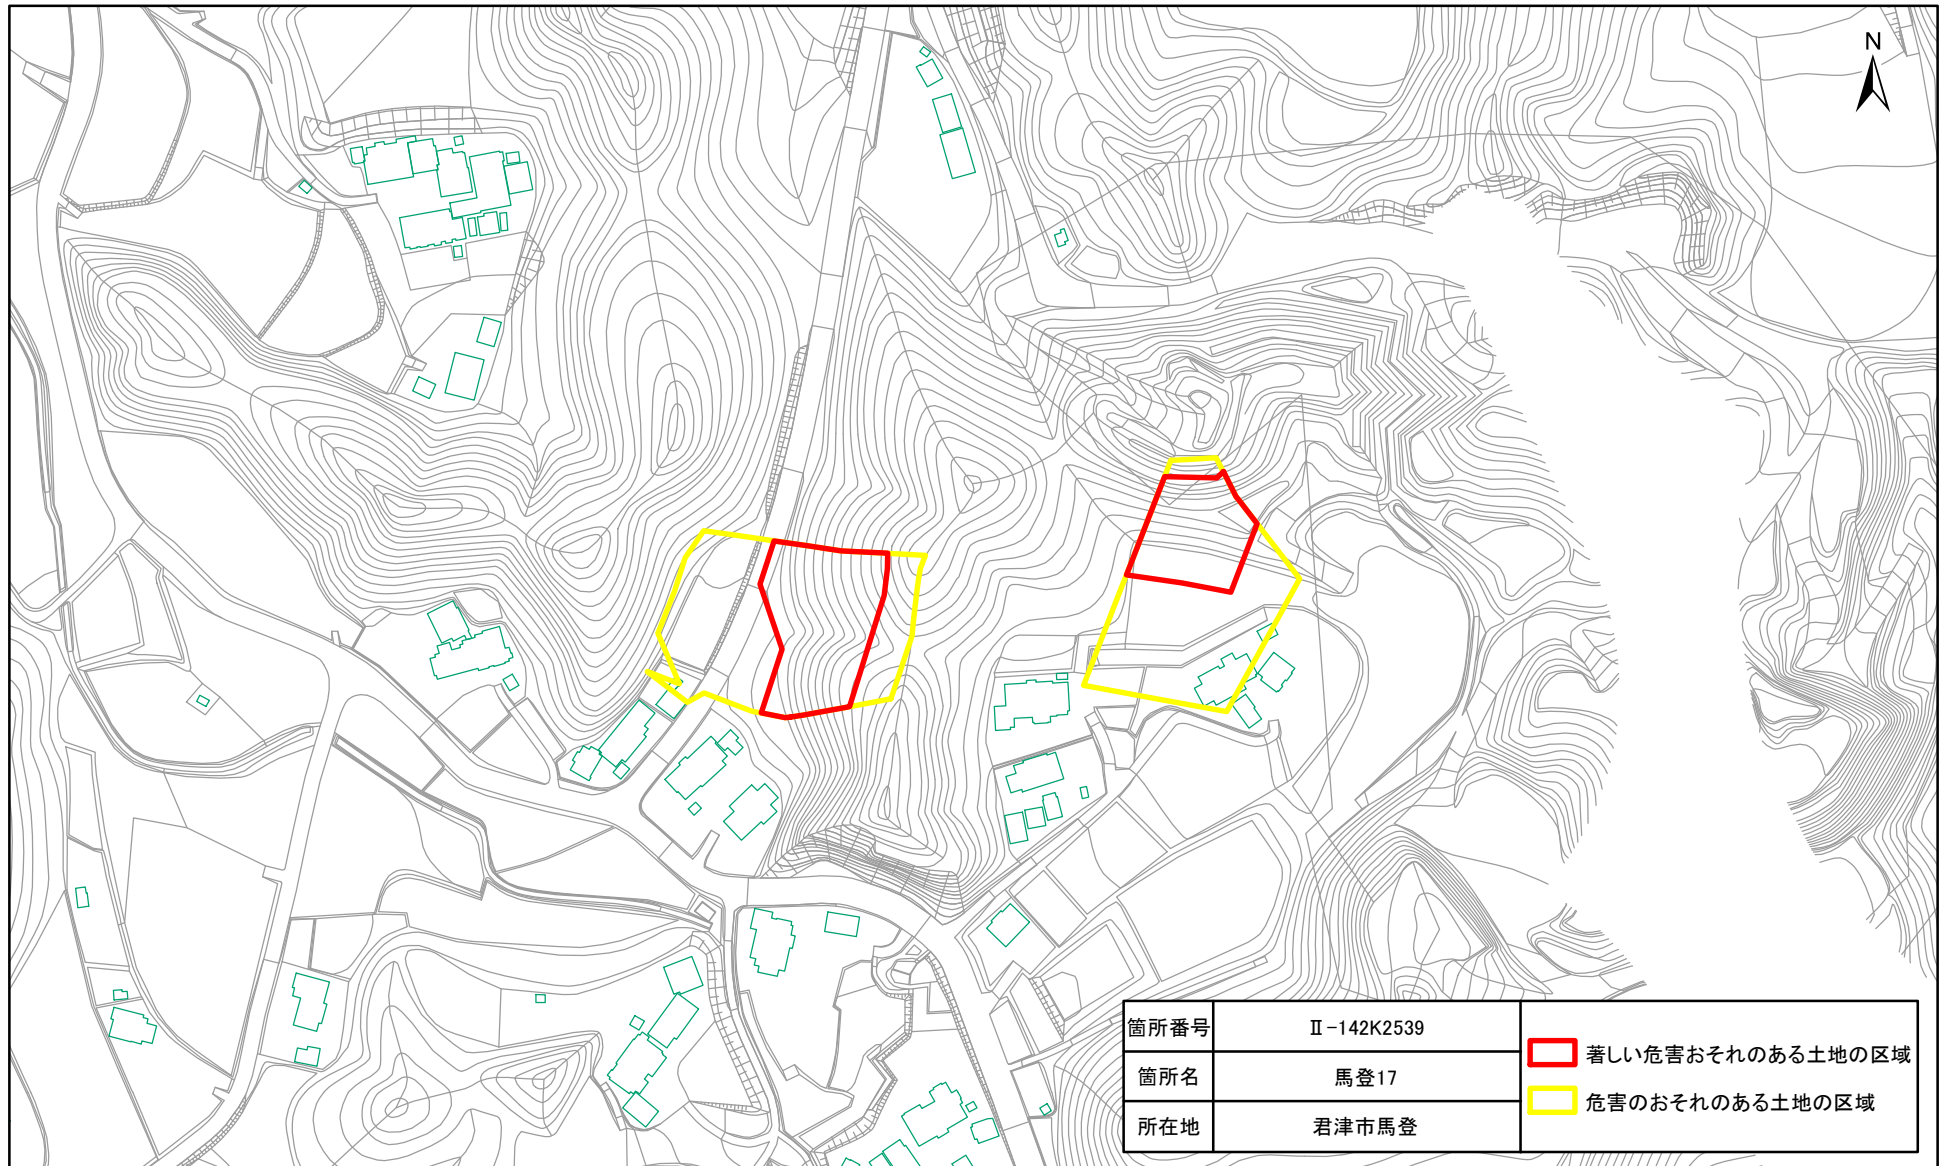 N
箇所番号 Ⅱ-142K2539
箇所名 馬登17
所在地 君津市馬登
著しい危害おそれのある土地の区域
危害のおそれのある土地の区域